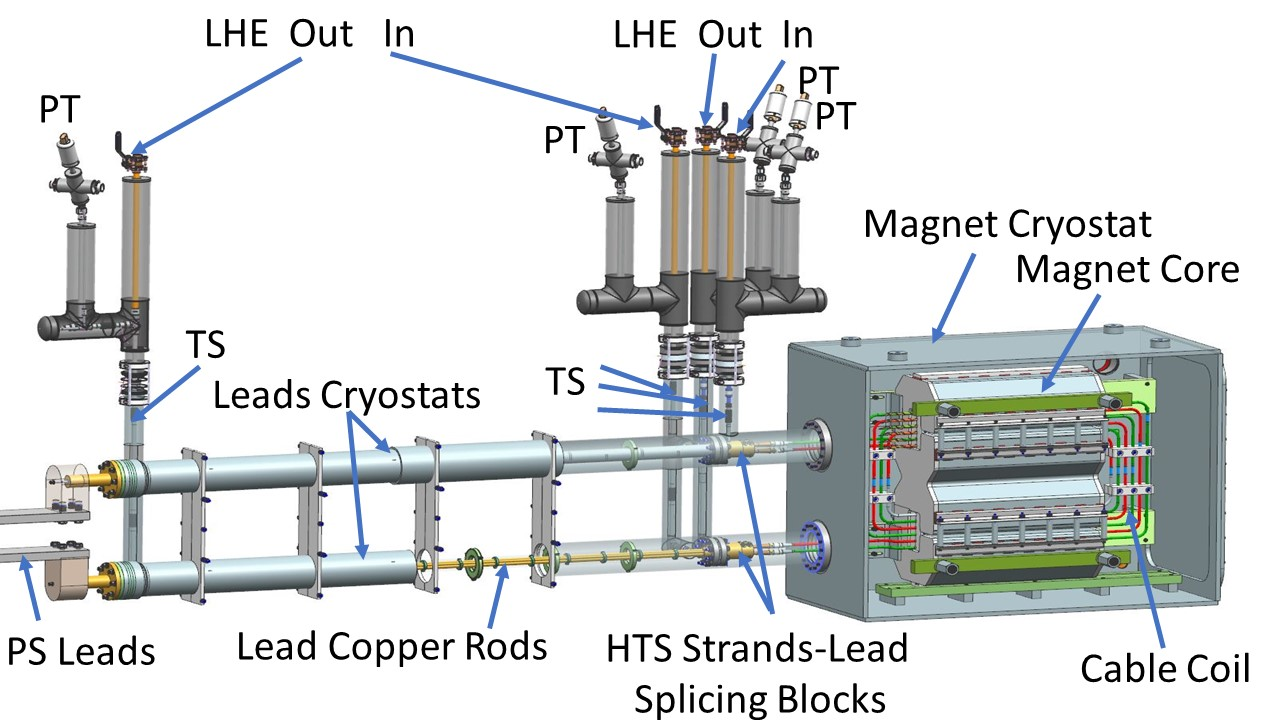 LHE Out In
LHE Out In
PT
PT
PT
PT
Magnet Cryostat
Magnet Core
TS
TS
Leads Cryostats
PS Leads
Lead Copper Rods
HTS Strands-Lead
Splicing Blocks
Cable Coil